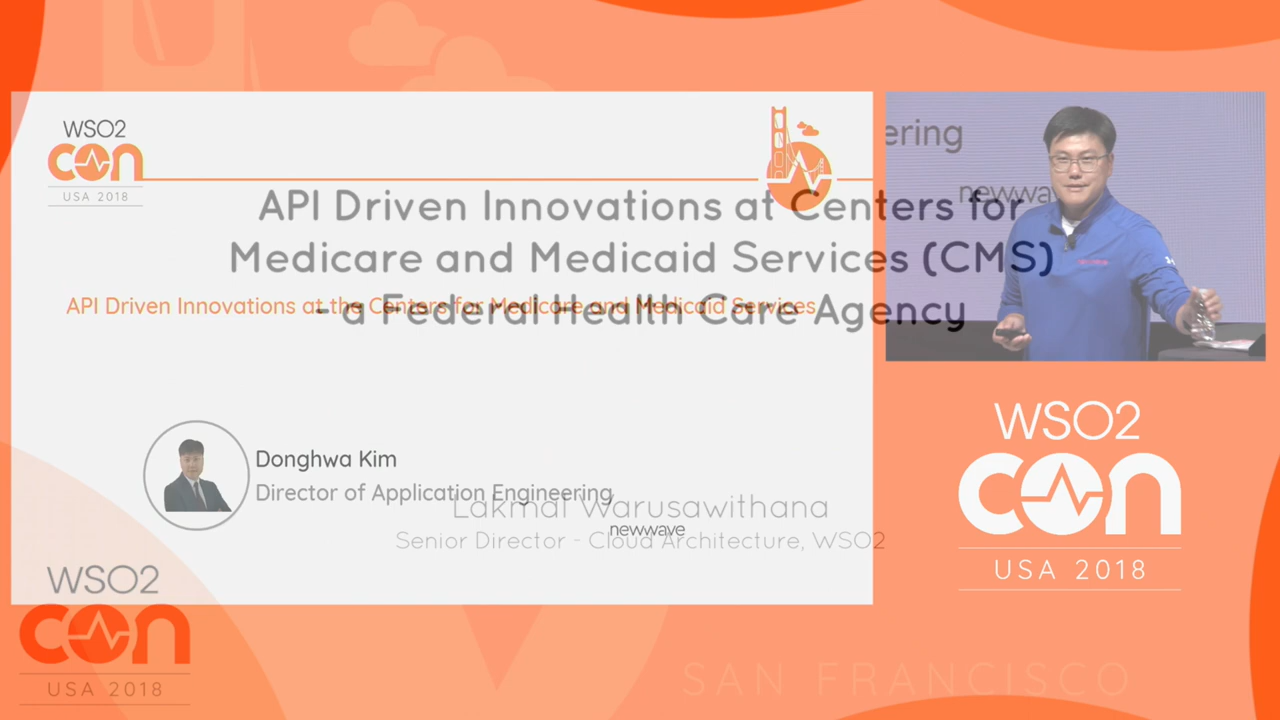 WSO2
con
USA 2018
API Driven Innovations at Centers for
Medicare and Medicaid Services (CMS)
- a Federal Health Care Agency
API Driven Innovations at the Centers for Medicare and Medicaid Services
Donghwa Kim
Director of Application Engineering
newwave
Lakmal Warusawithana
Senior Director - Cloud Architecture, WSO2
ering
newwav
WSO2
con
USA 2018
WSO2
con
USA 2018
SAN FRANCISCO